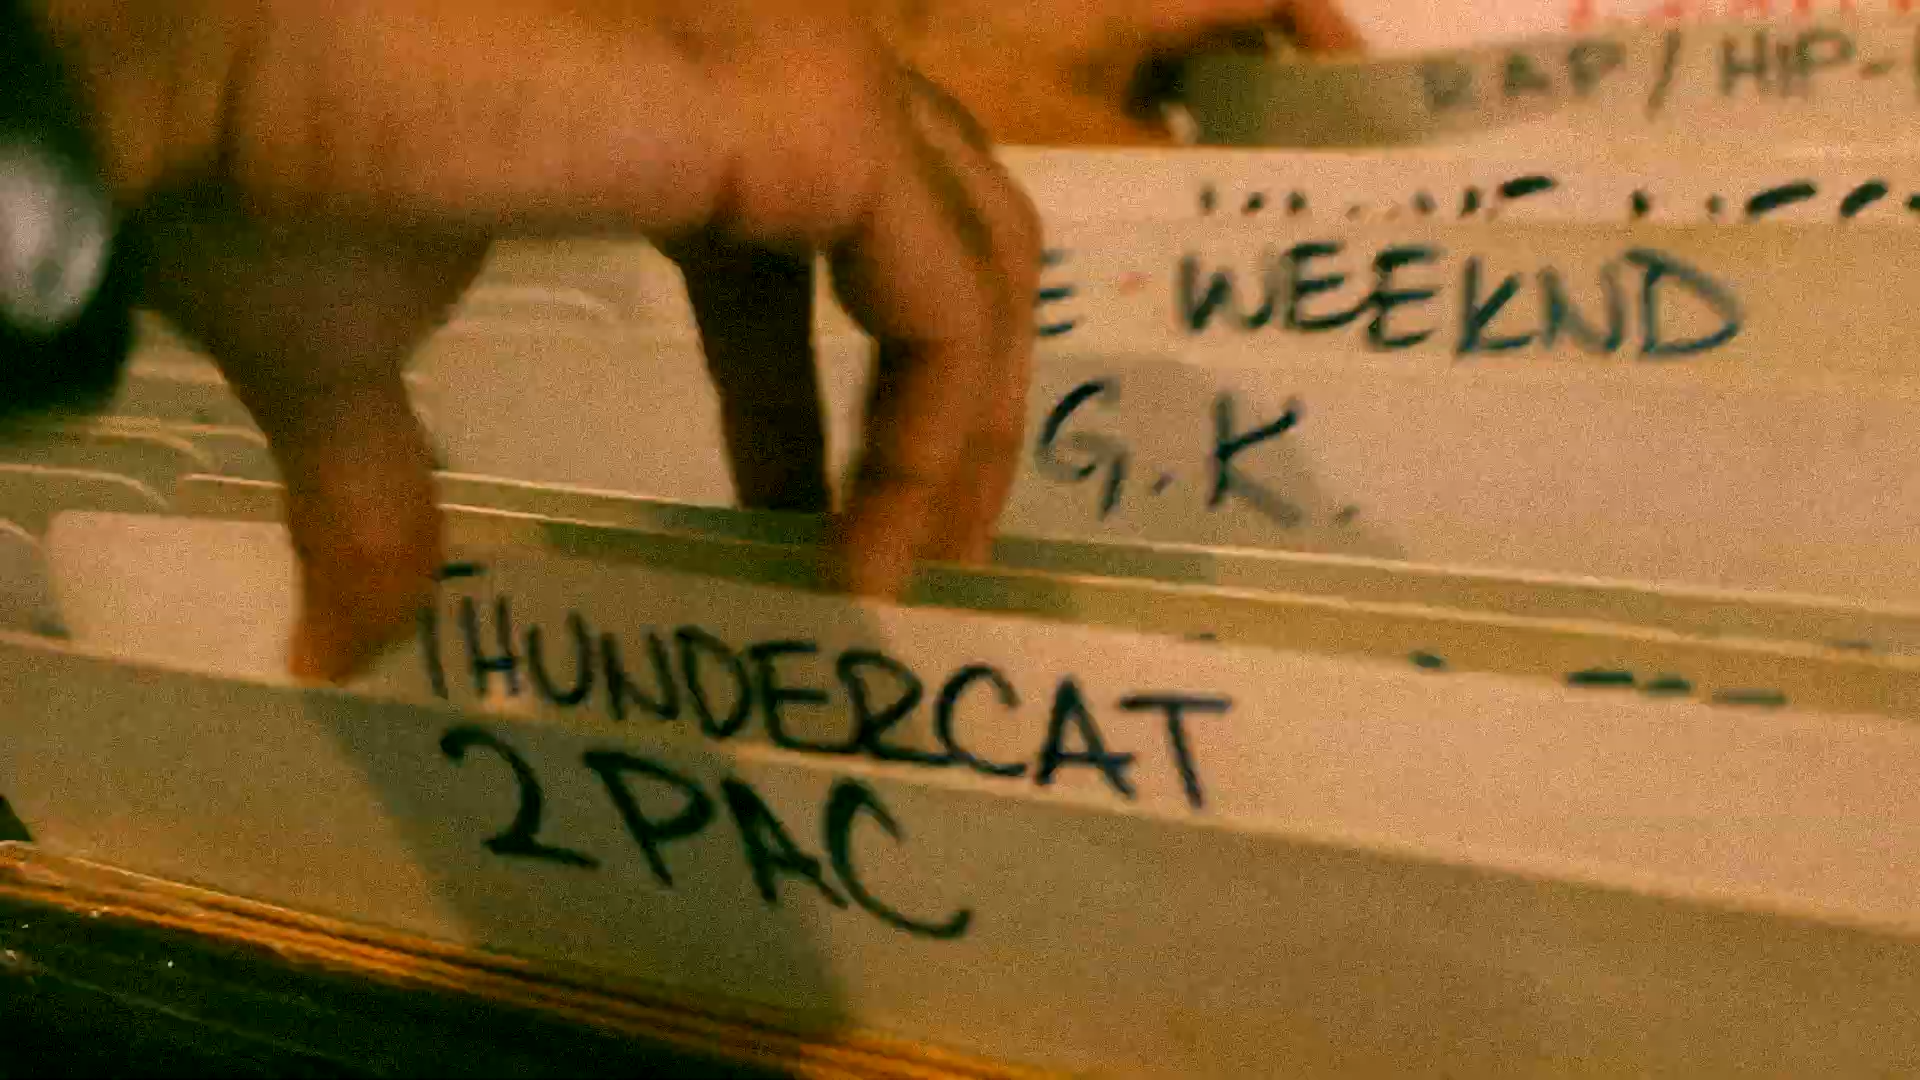 RAP/HIP-
E WEEKND
G.K.
THUNDERCAT
2PAC